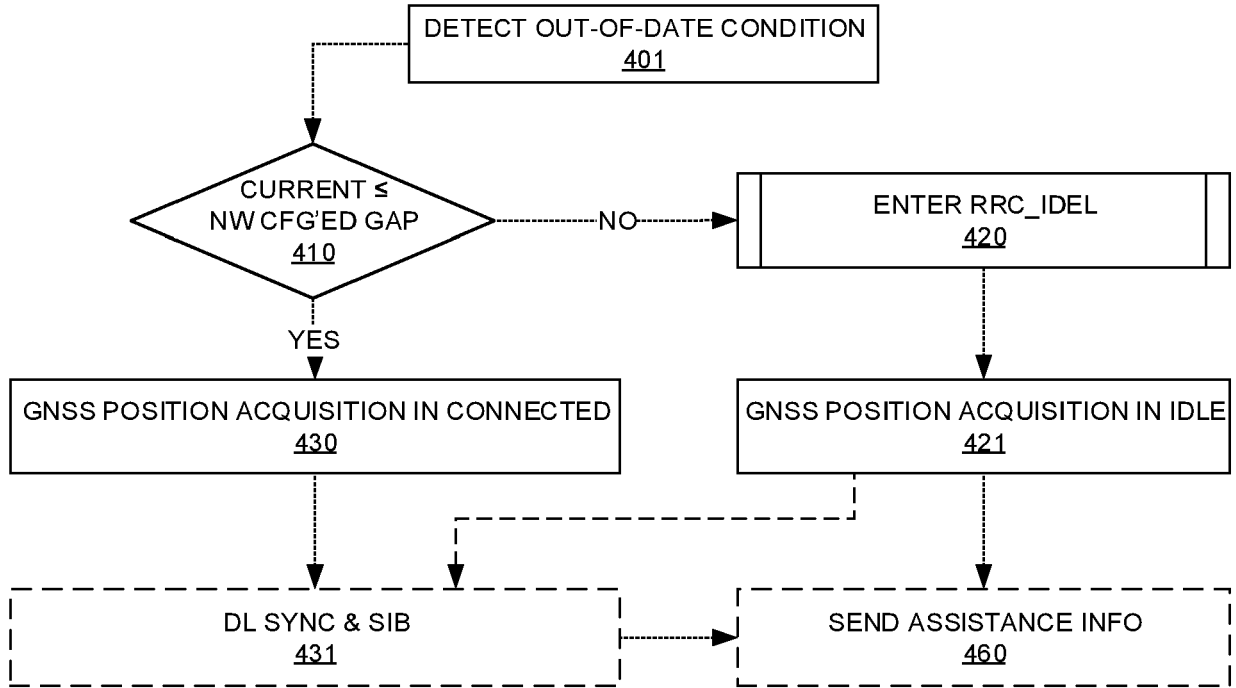 DETECT OUT-OF-DATE CONDITION
401
CURRENT ≤
NW CFG'ED GAP
410
NO
ENTER RRC_IDEL
420
YES
GNSS POSITION ACQUISITION IN CONNECTED
430
GNSS POSITION ACQUISITION IN IDLE
421
DL SYNC & SIB
431
SEND ASSISTANCE INFO
460